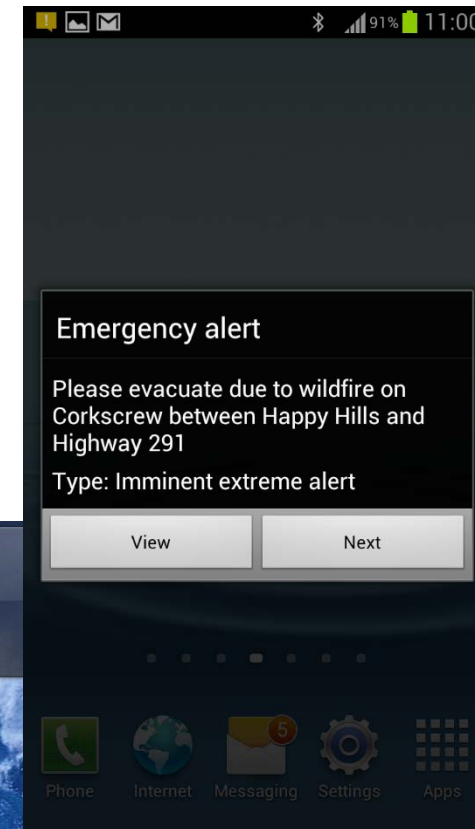 91% 11:00
Emergency alert
Please evacuate due to wildfire on
Corkscrew between Happy Hills and
Highway 291
Type: Imminent extreme alert
View Next
5
Phone Internet Messaging Settings Apps